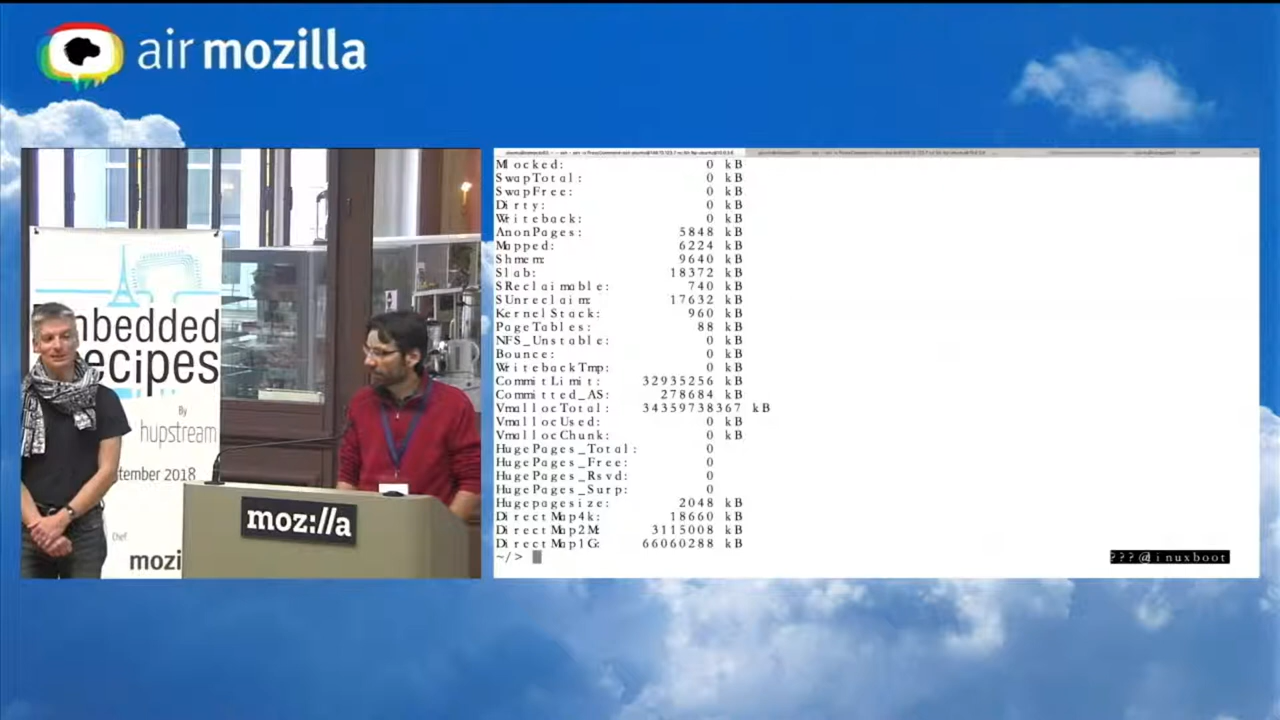 air mozilla
Embedded
Recipes
By
hupstream
tember 2018
Chef
mozi
moz://a
Mlocked: 0 kB
SwapTotal: 0 kB
SwapFree: 0 kB
Dirty: 0 kB
Writeback: 0 kB
AnonPages: 5848 kB
Mapped: 6224 kB
Shmem: 9640 kB
Slab: 18372 kB
SReclaimable: 740 kB
SUnreclaim: 17632 kB
KernelStack: 960 kB
PageTables: 88 kB
NFS_Unstable: 0 kB
Bounce: 0 kB
WritebackTmp: 0 kB
CommitLimit: 32935256 kB
Committed_AS: 278684 kB
VmallocTotal: 34359738367 kB
VmallocUsed: 0 kB
VmallocChunk: 0 kB
HugePages_Total: 0
HugePages_Free: 0
HugePages_Rsvd: 0
HugePages_Surp: 0
Hugepagesize: 2048 kB
DirectMap4k: 18660 kB
DirectMap2M: 3115008 kB
DirectMap1G: 66060288 kB
~/>
???@inuxboot